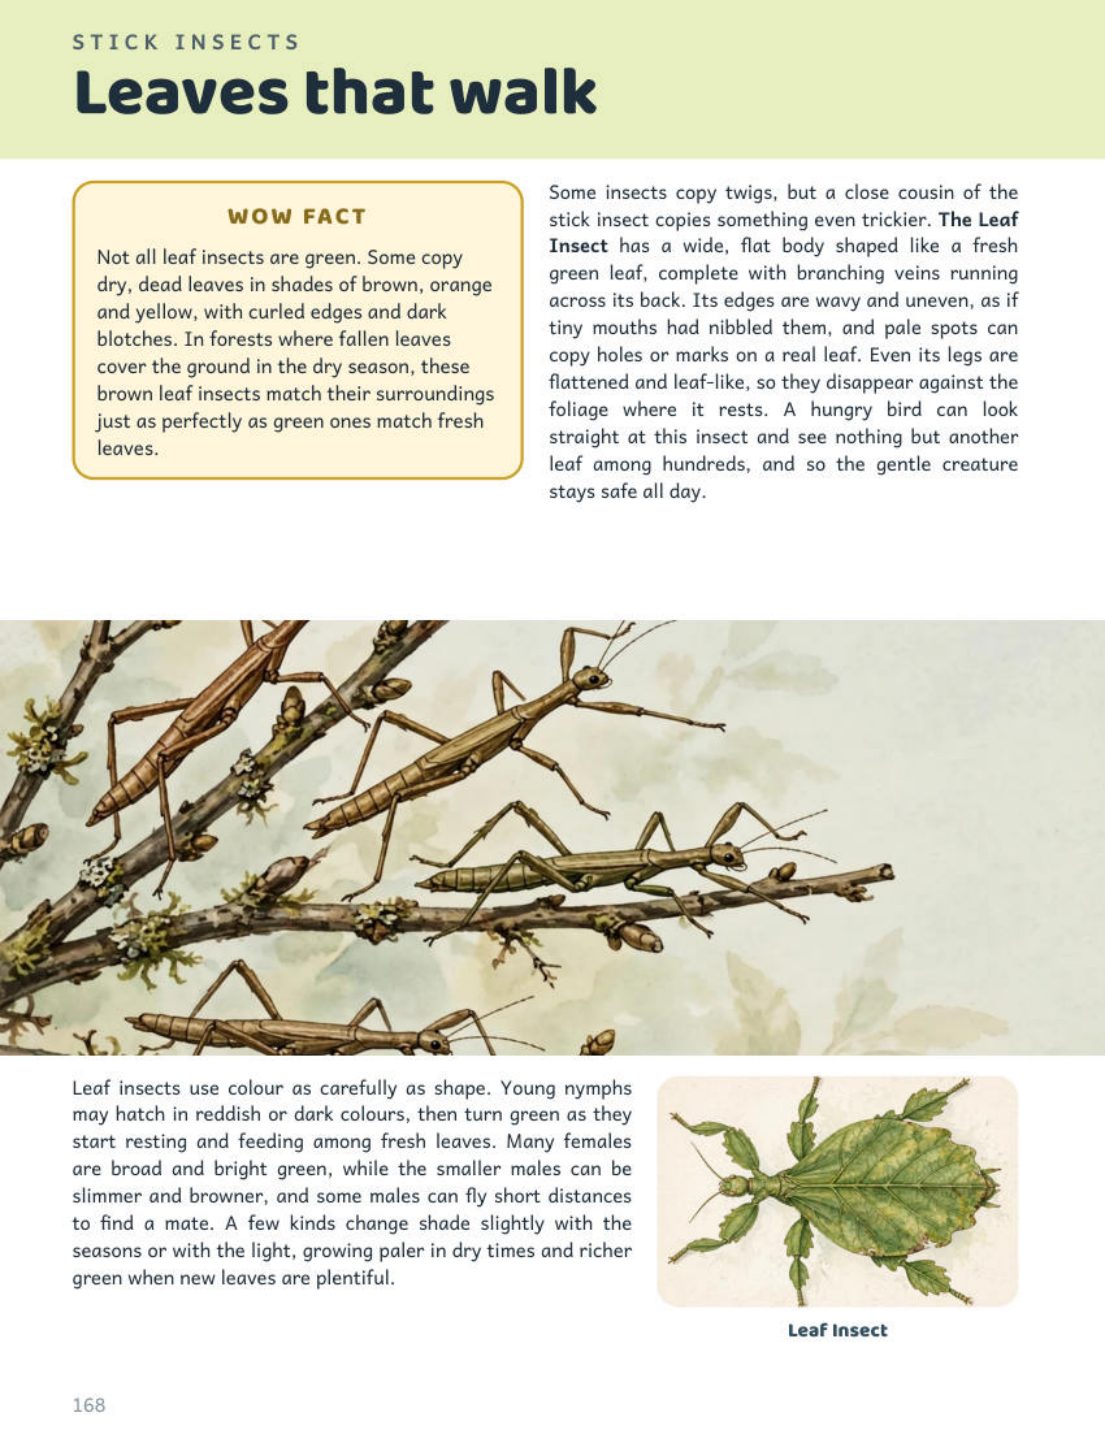 STICK INSECTS
Leaves that walk
WOW FACT
Not all leaf insects are green. Some copy
dry, dead leaves in shades of brown, orange
and yellow, with curled edges and dark
blotches. In forests where fallen leaves
cover the ground in the dry season, these
brown leaf insects match their surroundings
just as perfectly as green ones match fresh
leaves.
Some insects copy twigs, but a close cousin of the
stick insect copies something even trickier. The Leaf
Insect has a wide, flat body shaped like a fresh
green leaf, complete with branching veins running
across its back. Its edges are wavy and uneven, as if
tiny mouths had nibbled them, and pale spots can
copy holes or marks on a real leaf. Even its legs are
flattened and leaf-like, so they disappear against the
foliage where it rests. A hungry bird can look
straight at this insect and see nothing but another
leaf among hundreds, and so the gentle creature
stays safe all day.
Leaf insects use colour as carefully as shape. Young nymphs
may hatch in reddish or dark colours, then turn green as they
start resting and feeding among fresh leaves. Many females
are broad and bright green, while the smaller males can be
slimmer and browner, and some males can fly short distances
to find a mate. A few kinds change shade slightly with the
seasons or with the light, growing paler in dry times and richer
green when new leaves are plentiful.
Leaf Insect
168